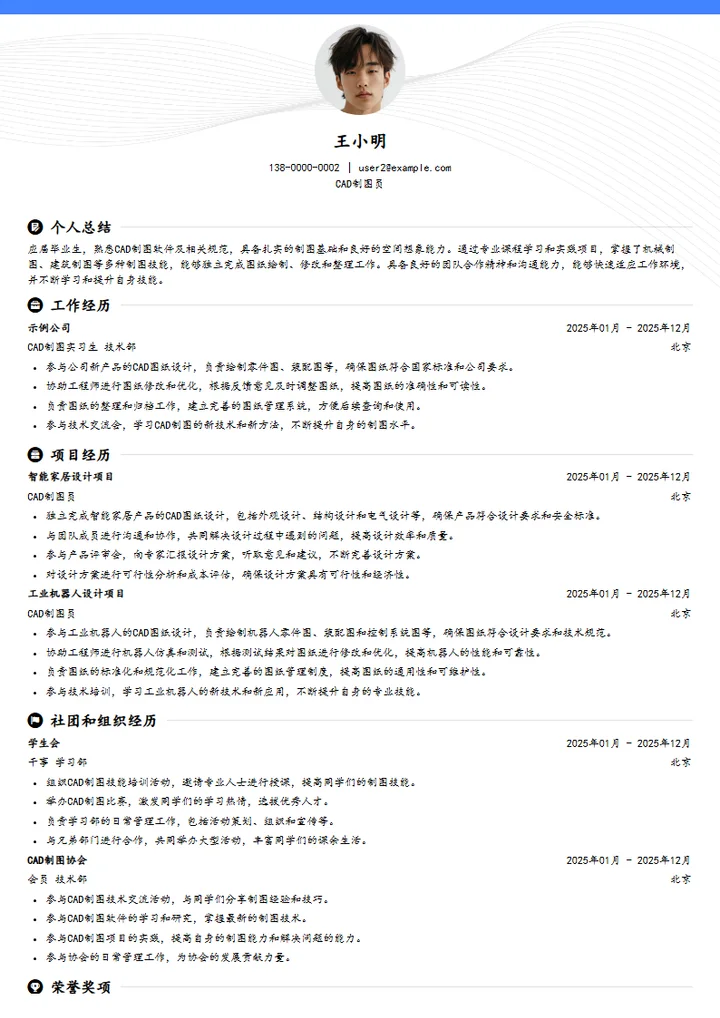 王小明
138-0000-0002 | user2@example.com
CAD制图员
个人总结
应届毕业生，熟悉CAD制图软件及相关规范，具备扎实的制图基础和良好的空间想象能力。通过专业课程学习和实践项目，掌握了机械制
图、建筑制图等多种制图技能，能够独立完成图纸绘制、修改和整理工作。具备良好的团队合作精神和沟通能力，能够快速适应工作环境，
并不断学习和提升自身技能。
工作经历
示例公司 2025年01月 - 2025年12月
CAD制图实习生 技术部 北京
• 参与公司新产品的CAD图纸设计，负责绘制零件图、装配图等，确保图纸符合国家标准和公司要求。
• 协助工程师进行图纸修改和优化，根据反馈意见及时调整图纸，提高图纸的准确性和可读性。
• 负责图纸的整理和归档工作，建立完善的图纸管理系统，方便后续查询和使用。
• 参与技术交流会，学习CAD制图的新技术和新方法，不断提升自身的制图水平。
项目经历
智能家居设计项目 2025年01月 - 2025年12月
CAD制图员 北京
• 独立完成智能家居产品的CAD图纸设计，包括外观设计、结构设计和电气设计等，确保产品符合设计要求和安全标准。
• 与团队成员进行沟通和协作，共同解决设计过程中遇到的问题，提高设计效率和质量。
• 参与产品评审会，向专家汇报设计方案，听取意见和建议，不断完善设计方案。
• 对设计方案进行可行性分析和成本评估，确保设计方案具有可行性和经济性。
工业机器人设计项目 2025年01月 - 2025年12月
CAD制图员 北京
• 参与工业机器人的CAD图纸设计，负责绘制机器人零件图、装配图和控制系统图等，确保图纸符合设计要求和技术规范。
• 协助工程师进行机器人仿真和测试，根据测试结果对图纸进行修改和优化，提高机器人的性能和可靠性。
• 负责图纸的标准化和规范化工作，建立完善的图纸管理制度，提高图纸的通用性和可维护性。
• 参与技术培训，学习工业机器人的新技术和新应用，不断提升自身的专业技能。
社团和组织经历
学生会 2025年01月 - 2025年12月
干事 学习部 北京
• 组织CAD制图技能培训活动，邀请专业人士进行授课，提高同学们的制图技能。
• 举办CAD制图比赛，激发同学们的学习热情，选拔优秀人才。
• 负责学习部的日常管理工作，包括活动策划、组织和宣传等。
• 与兄弟部门进行合作，共同举办大型活动，丰富同学们的课余生活。
CAD制图协会 2025年01月 - 2025年12月
会员 技术部 北京
• 参与CAD制图技术交流活动，与同学们分享制图经验和技巧。
• 参与CAD制图软件的学习和研究，掌握最新的制图技术。
• 参与CAD制图项目的实践，提高自身的制图能力和解决问题的能力。
• 参与协会的日常管理工作，为协会的发展贡献力量。
荣誉奖项